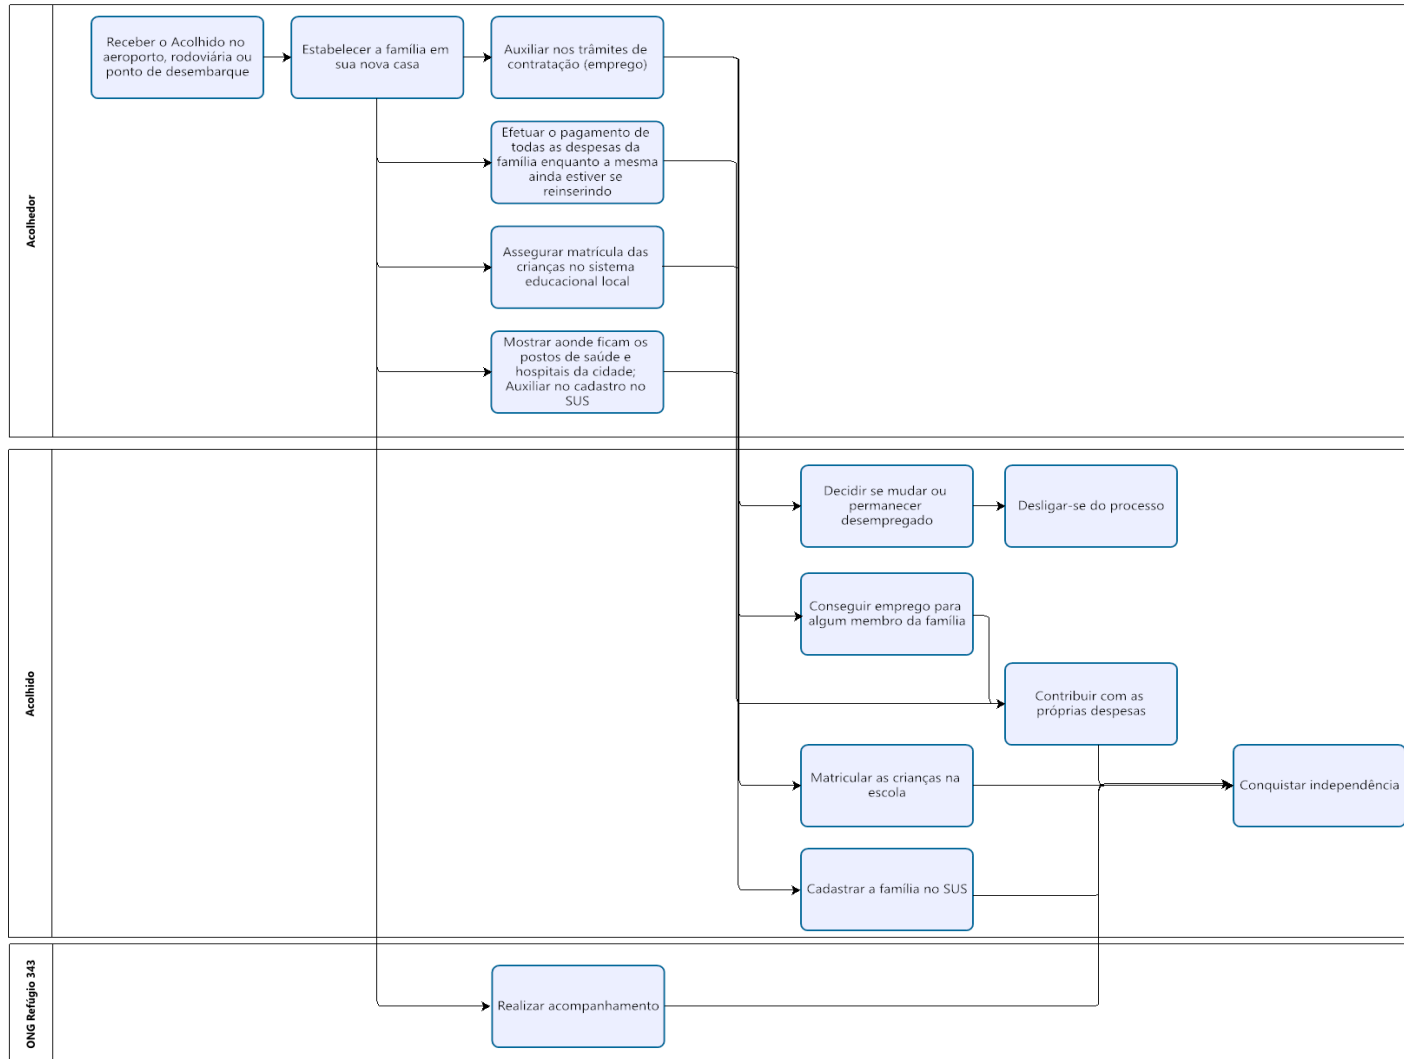 Acolhedor
Receber o Acolhido no
aeroporto, rodoviária ou
ponto de desembarque
Estabelecer a família em
sua nova casa
Auxiliar nos trâmites de
contratação (emprego)
Efetuar o pagamento de
todas as despesas da
família enquanto a mesma
ainda estiver se
reinserindo
Assegurar matrícula das
crianças no sistema
educacional local
Mostrar aonde ficam os
postos de saúde e
hospitais da cidade;
Auxiliar no cadastro no
SUS
Acolhido
Decidir se mudar ou
permanecer
desempregado
Desligar-se do processo
Conseguir emprego para
algum membro da família
Contribuir com as
próprias despesas
Matricular as crianças na
escola
Conquistar independência
Cadastrar a família no SUS
ONG Refúgio 343
Realizar acompanhamento